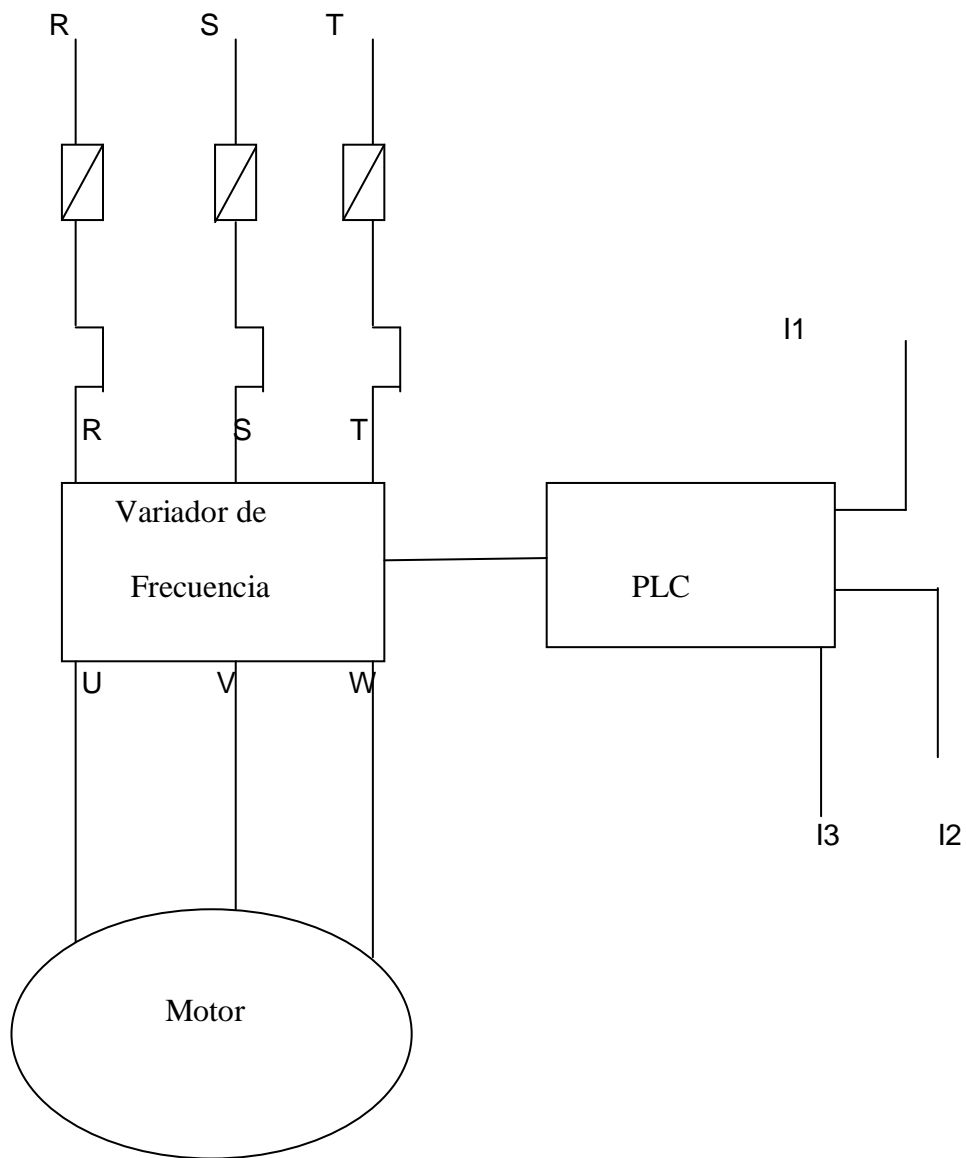 R S T
I1
R S T
Variador de
Frecuencia
PLC
U V W
I3 I2
Motor